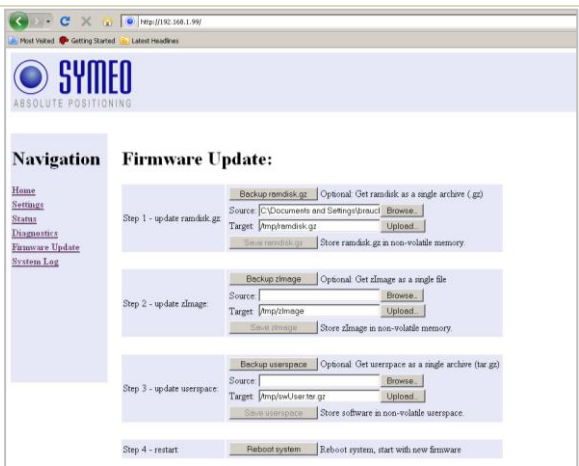 http://192.168.1.99/
Most Visited Getting Started Latest Headlines
SYMEO
ABSOLUTE POSITIONING
Navigation
Home
Settings
Status
Diagnostics
Firmware Update
System Log
Firmware Update:
Step 1 - update ramdisk.gz:
Backup ramdisk.gz Optional: Get ramdisk as a single archive (.gz)
Source: C:\Documents and Settings\braucl Browse...
Target: /tmp/ramdisk.gz Upload...
Save ramdisk.gz Store ramdisk.gz in non-volatile memory.
Step 2 - update zImage:
Backup zImage Optional: Get zImage as a single file
Source: Browse...
Target: /tmp/zImage Upload...
Save zImage Store zImage in non-volatile memory.
Step 3 - update userspace:
Backup userspace Optional: Get userspace as a single archive (tar.gz)
Source: Browse...
Target: /tmp/swUser.tar.gz Upload...
Save userspace Store software in non-volatile userspace.
Step 4 - restart:
Reboot system Reboot system, start with new firmware